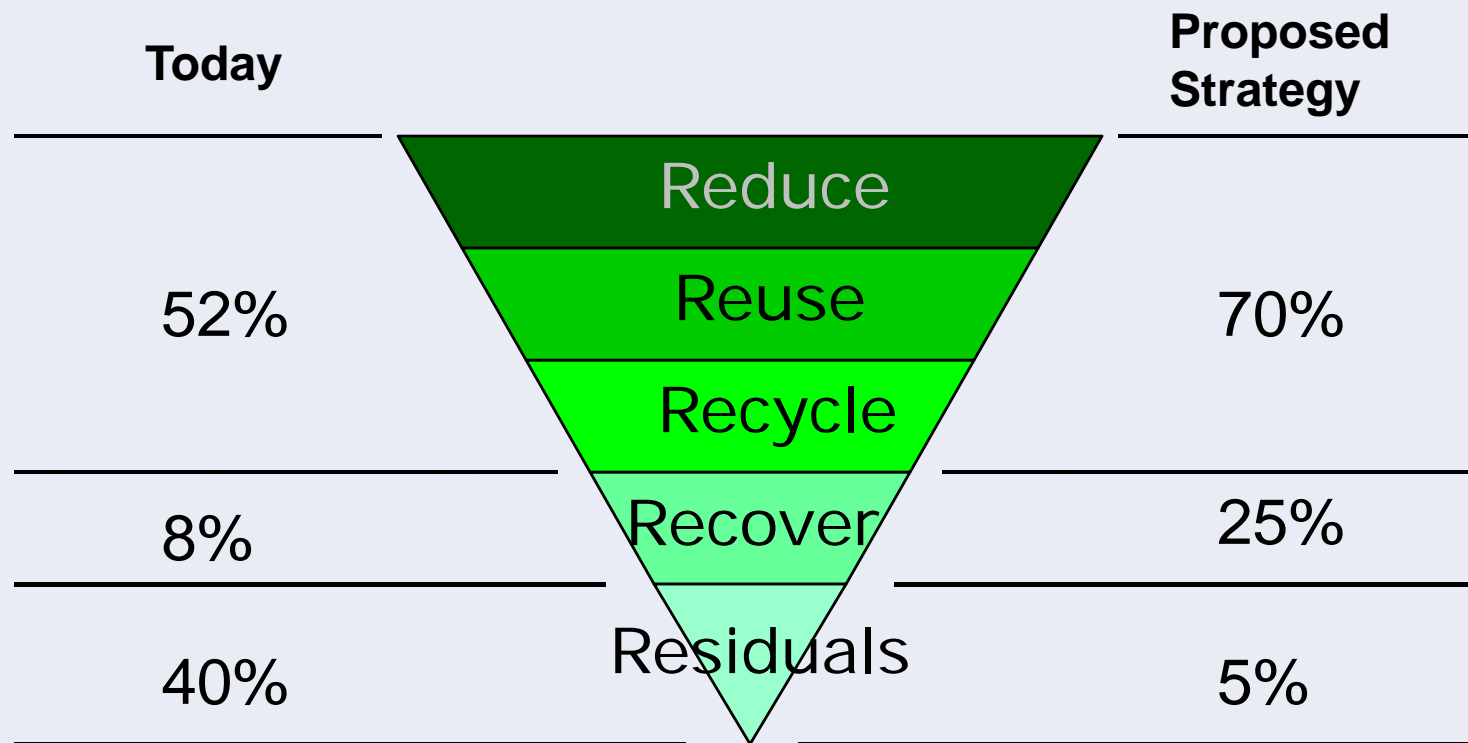 Today
Proposed
Strategy
Reduce
52%
Reuse
70%
Recycle
8%
Recover
25%
40%
Residuals
5%